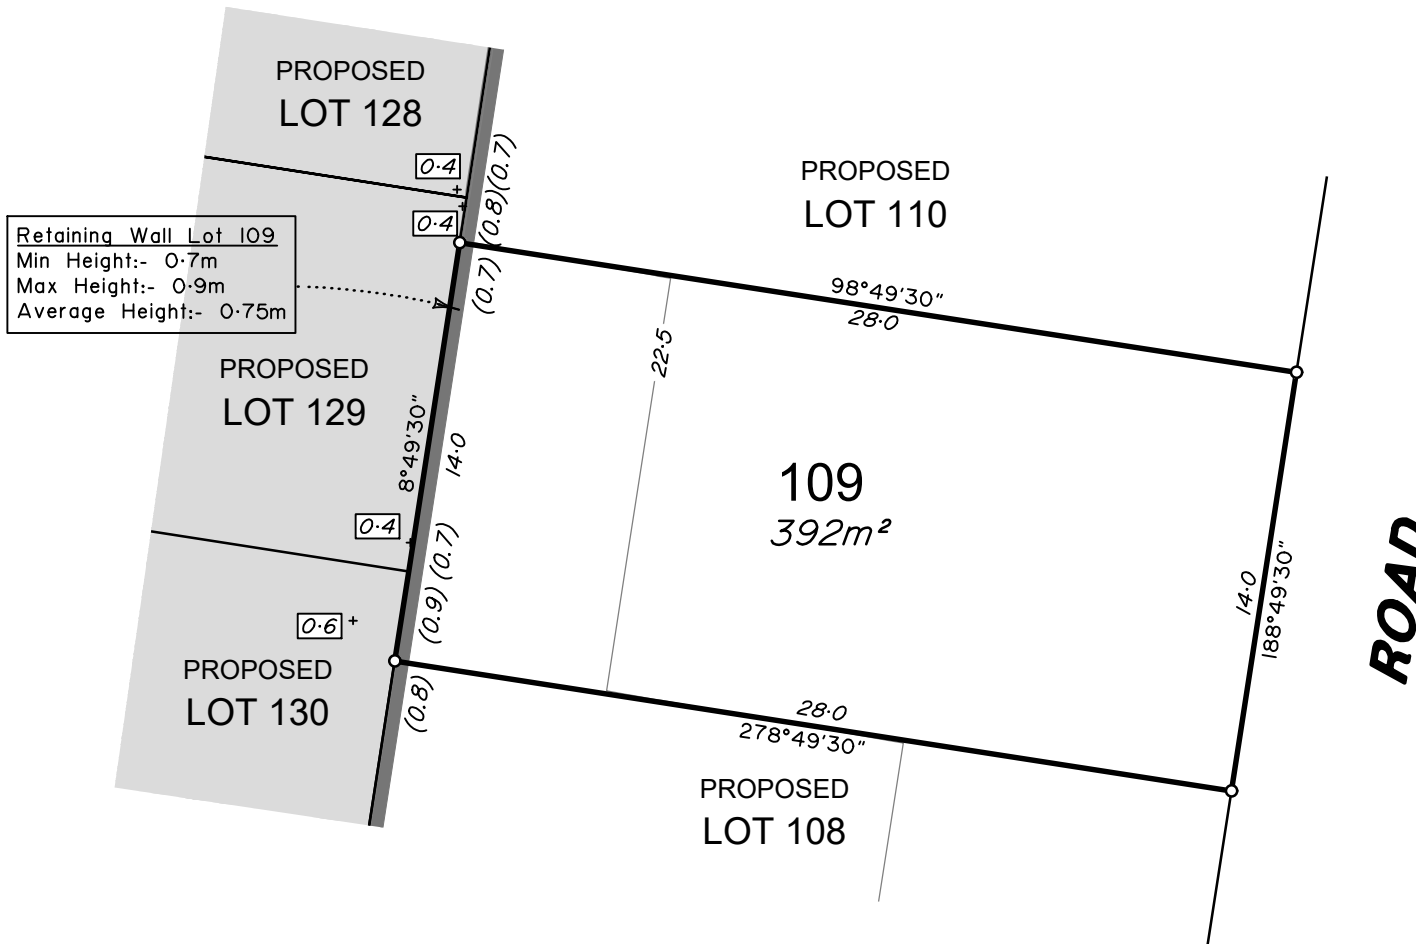 PROPOSED
LOT 128
0·4
(0.7)
0·4
(0.8)
PROPOSED
LOT 110
Retaining Wall Lot 109
Min Height:- 0·7m
Max Height:- 0·9m
Average Height:- 0·75m
(0.7)
98°49'30"
28·0
22·5
PROPOSED
LOT 129
8°49'30"
14·0
109
392m²
0·4
(0.7)
(0.9)
14·0
188°49'30"
ROAD
0·6
PROPOSED
LOT 130
(0.8)
28·0
278°49'30"
PROPOSED
LOT 108